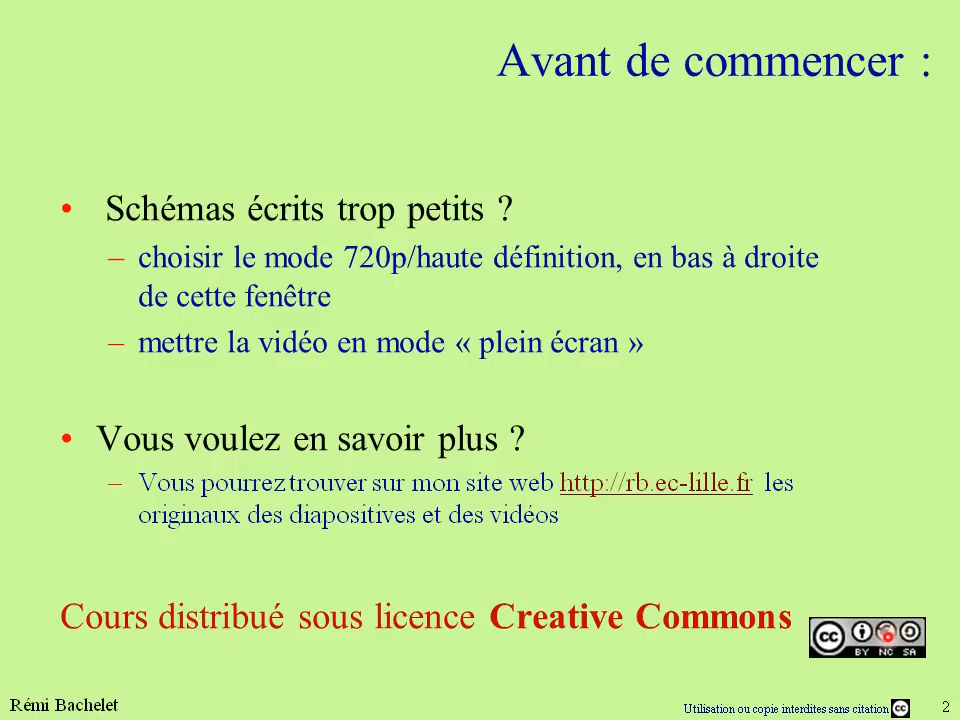 Avant de commencer :
• Schémas écrits trop petits ?
– choisir le mode 720p/haute définition, en bas à droite
de cette fenêtre
– mettre la vidéo en mode « plein écran »
• Vous voulez en savoir plus ?
– Vous pourrez trouver sur mon site web http://rb.ec-lille.fr les
originaux des diapositives et des vidéos
Cours distribué sous licence Creative Commons
cc BY NC SA
Rémi Bachelet
Utilisation ou copie interdites sans citation cc
2